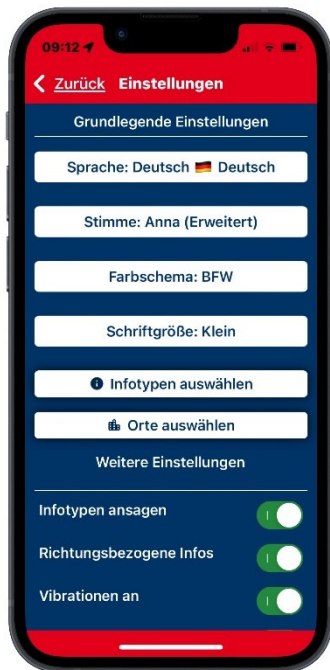 09:12
Zurück Einstellungen
Grundlegende Einstellungen
Sprache: Deutsch 🇩🇪 Deutsch
Stimme: Anna (Erweitert)
Farbschema: BFW
Schriftgröße: Klein
Infotypen auswählen
Orte auswählen
Weitere Einstellungen
Infotypen ansagen
Richtungsbezogene Infos
Vibrationen an